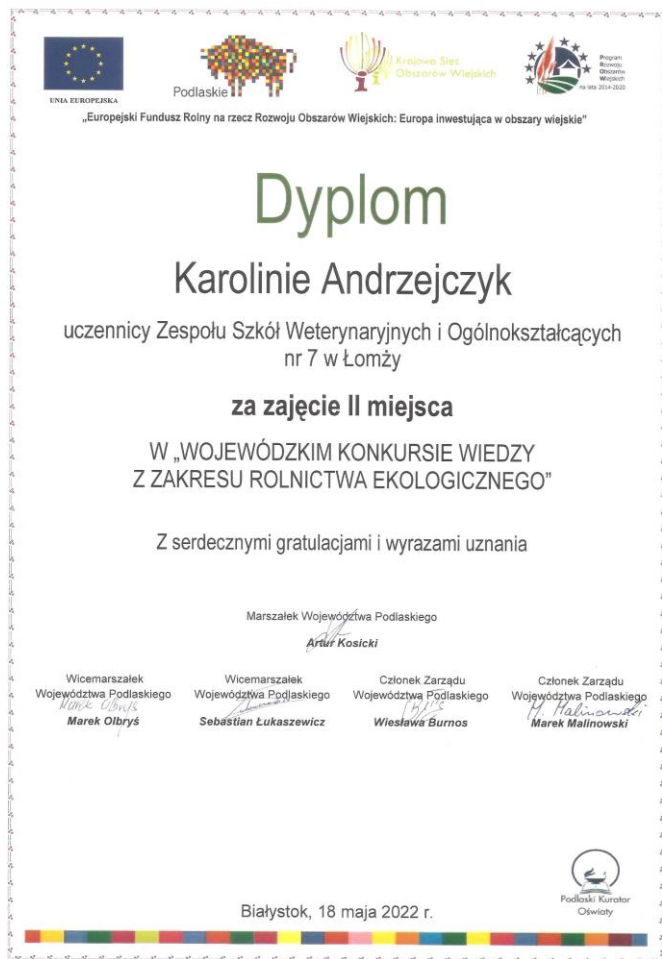 UNIA EUROPEJSKA
Podlaskie
Krajowa Sieć
Obszarów Wiejskich
Program
Rozwoju
Obszarów
Wiejskich
na lata 2014-2020
„Europejski Fundusz Rolny na rzecz Rozwoju Obszarów Wiejskich: Europa inwestująca w obszary wiejskie”
Dyplom
Karolinie Andrzejczyk
uczennicy Zespołu Szkół Weterynaryjnych i Ogólnokształcących
nr 7 w Łomży
za zajęcie II miejsca
W „WOJEWÓDZKIM KONKURSIE WIEDZY
Z ZAKRESU ROLNICTWA EKOLOGICZNEGO”
Z serdecznymi gratulacjami i wyrazami uznania
Marszałek Województwa Podlaskiego
Artur Kosicki
Wicemarszałek
Województwa Podlaskiego
Marek Olbryś
Marek Olbryś
Wicemarszałek
Województwa Podlaskiego
Sebastian Łukaszewicz
Członek Zarządu
Województwa Podlaskiego
Wiesława Burnos
Członek Zarządu
Województwa Podlaskiego
M. Malinowski
Marek Malinowski
Podlaski Kurator
Oświaty
Białystok, 18 maja 2022 r.